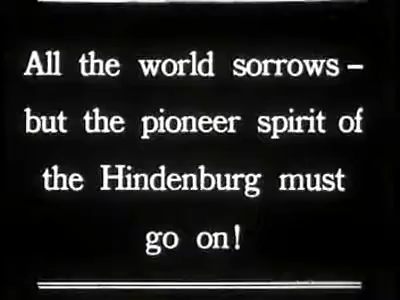 All the world sorrows –
but the pioneer spirit of
the Hindenburg must
go on!